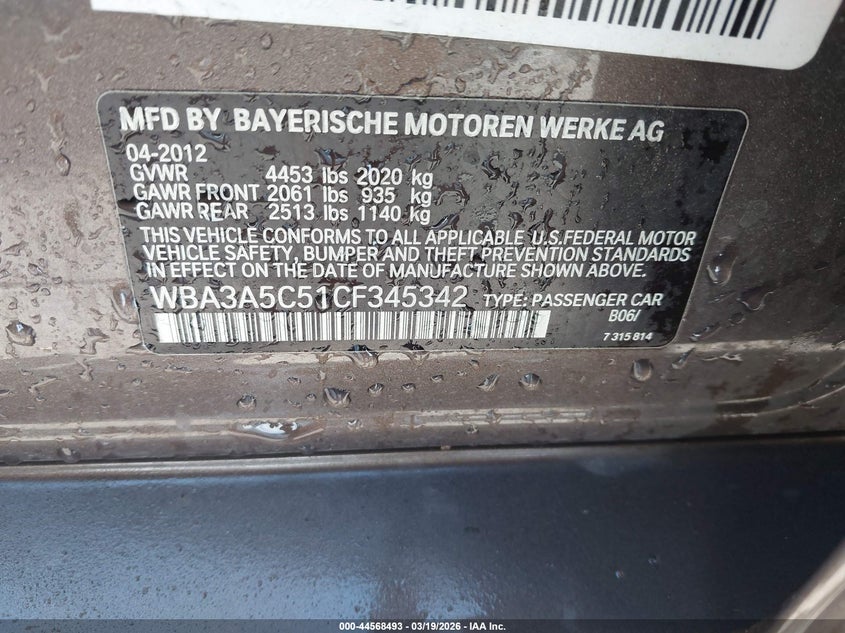 MFD BY BAYERISCHE MOTOREN WERKE AG
04-2012
GVWR 4453 lbs 2020 kg
GAWR FRONT 2061 lbs 935 kg
GAWR REAR 2513 lbs 1140 kg
THIS VEHICLE CONFORMS TO ALL APPLICABLE U.S.FEDERAL MOTOR
VEHICLE SAFETY, BUMPER AND THEFT PREVENTION STANDARDS
IN EFFECT ON THE DATE OF MANUFACTURE SHOWN ABOVE.
WBA3A5C51CF345342 TYPE: PASSENGER CAR
B06/
7 315 814
000-44568493 - 03/19/2026 - IAA Inc.